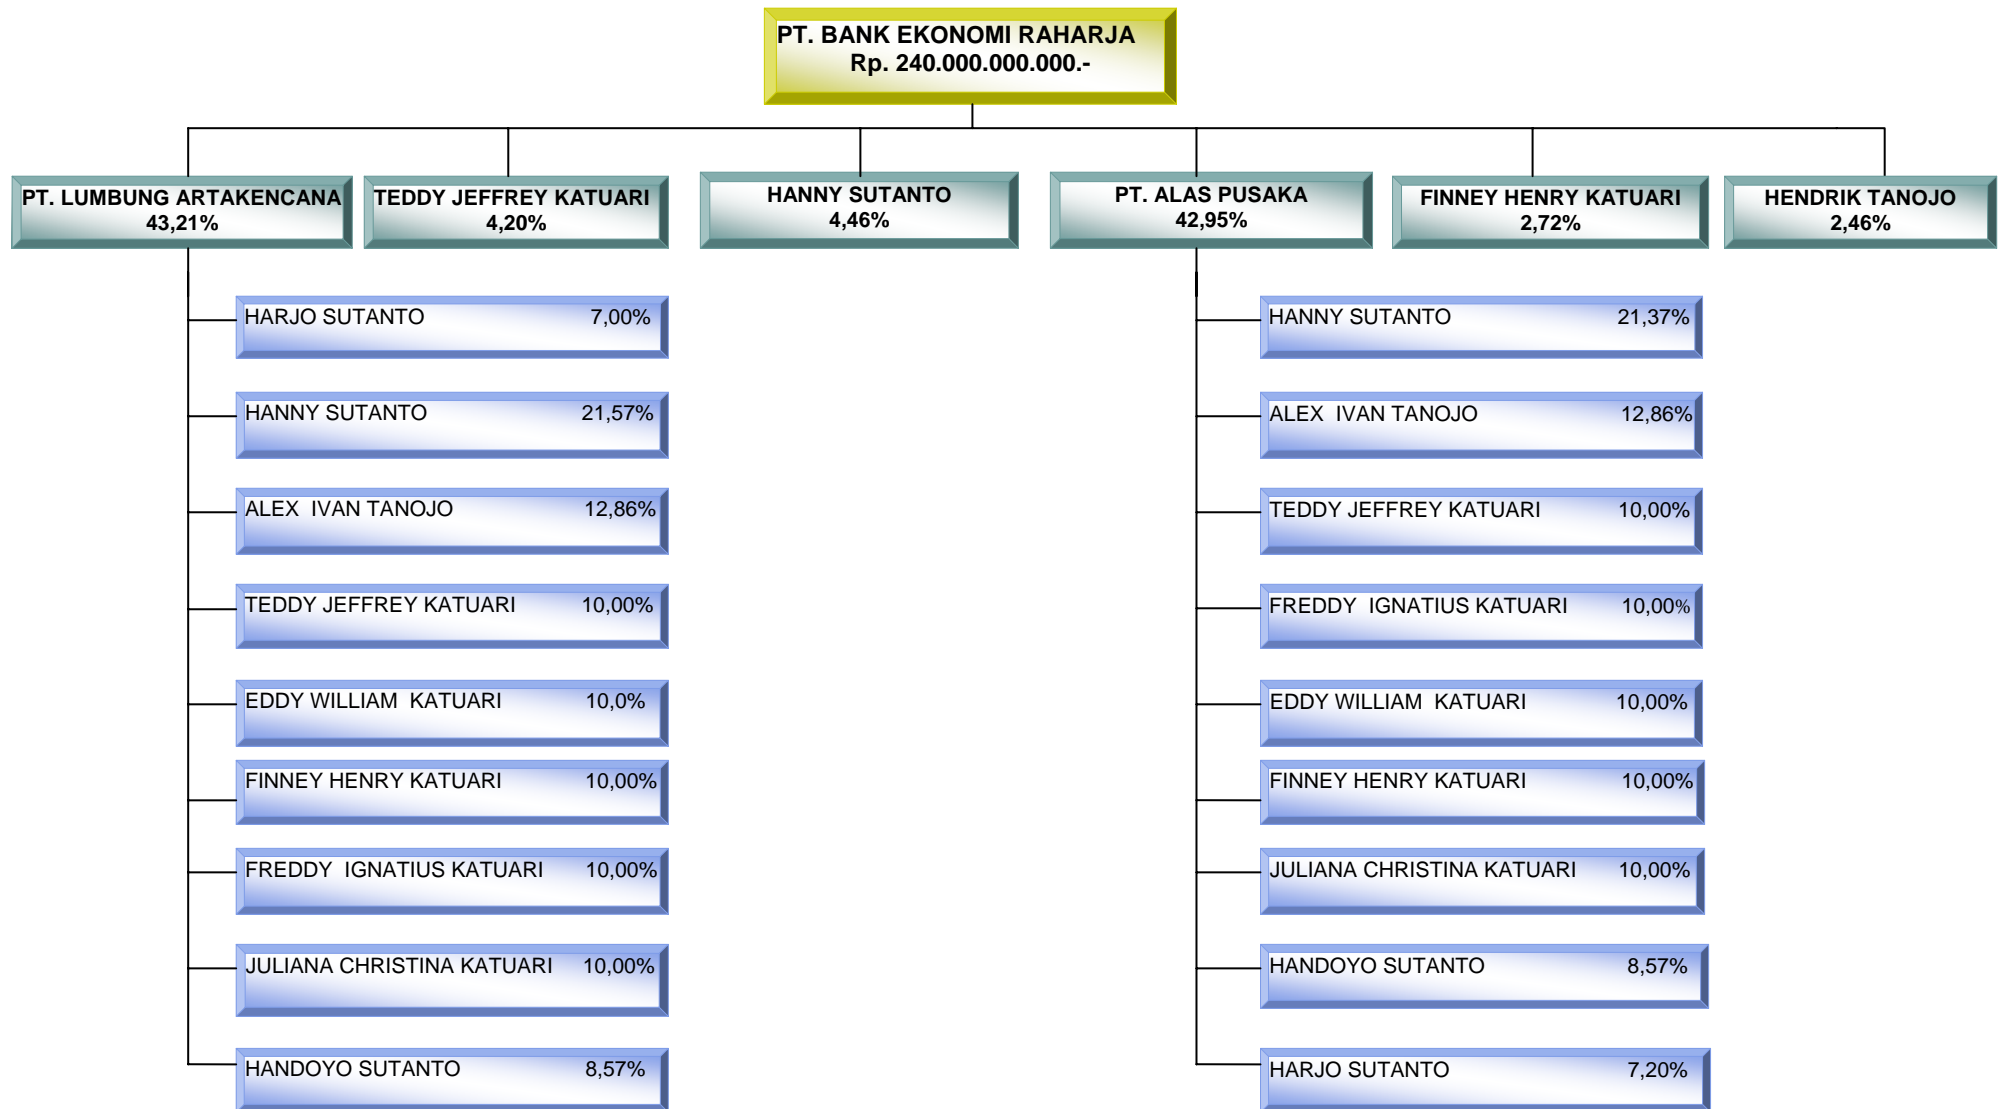 PT. BANK EKONOMI RAHARJA
Rp. 240.000.000.000.-
PT. LUMBUNG ARTAKENCANA
43,21%
TEDDY JEFFREY KATUARI
4,20%
HANNY SUTANTO
4,46%
PT. ALAS PUSAKA
42,95%
FINNEY HENRY KATUARI
2,72%
HENDRIK TANOJO
2,46%
HARJO SUTANTO 7,00%
HANNY SUTANTO 21,57%
ALEX  IVAN TANOJO 12,86%
TEDDY JEFFREY KATUARI 10,00%
EDDY WILLIAM  KATUARI 10,0%
FINNEY HENRY KATUARI 10,00%
FREDDY  IGNATIUS KATUARI 10,00%
JULIANA CHRISTINA KATUARI 10,00%
HANDOYO SUTANTO 8,57%
HANNY SUTANTO 21,37%
ALEX  IVAN TANOJO 12,86%
TEDDY JEFFREY KATUARI 10,00%
FREDDY  IGNATIUS KATUARI 10,00%
EDDY WILLIAM  KATUARI 10,00%
FINNEY HENRY KATUARI 10,00%
JULIANA CHRISTINA KATUARI 10,00%
HANDOYO SUTANTO 8,57%
HARJO SUTANTO 7,20%